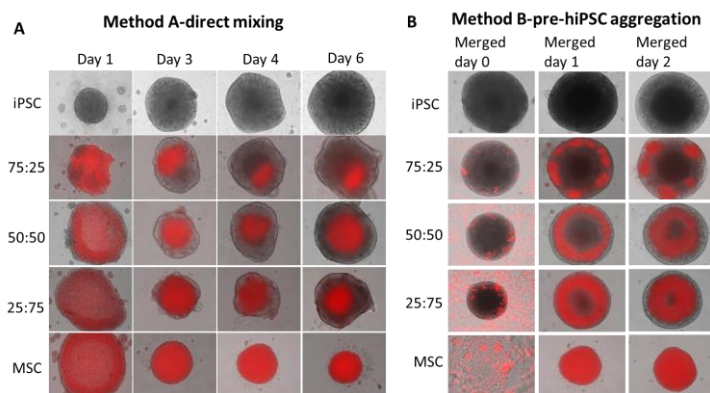 A
Method A-direct mixing
Day 1 Day 3 Day 4 Day 6
iPSC
75:25
50:50
25:75
MSC
B
Method B-pre-hiPSC aggregation
Merged day 0 Merged day 1 Merged day 2
iPSC
75:25
50:50
25:75
MSC